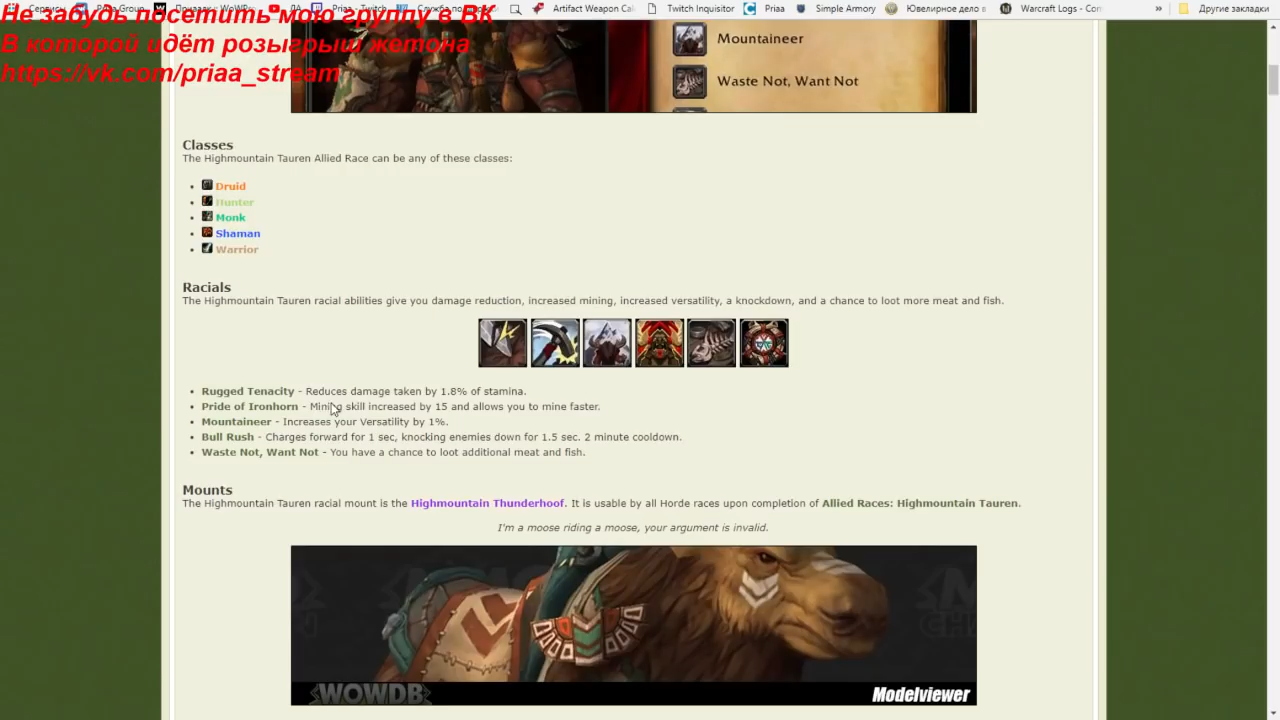 Не забудь посетить мою группу в ВК
В которой идёт розыгрыш жетона
https://vk.com/priaa_stream
Сервисы
Priaa Group
ДА
Priaa - Twitch
Artifact Weapon Cal
Twitch Inquisitor
Priaa
Simple Armory
Ювелирное дело в
Warcraft Logs - Com
»
Другие закладки
Mountaineer
Waste Not, Want Not
Classes
The Highmountain Tauren Allied Race can be any of these classes:
Druid
Hunter
Monk
Shaman
Warrior
Racials
The Highmountain Tauren racial abilities give you damage reduction, increased mining, increased versatility, a knockdown, and a chance to loot more meat and fish.
Rugged Tenacity - Reduces damage taken by 1.8% of stamina.
Pride of Ironhorn - Mining skill increased by 15 and allows you to mine faster.
Mountaineer - Increases your Versatility by 1%.
Bull Rush - Charges forward for 1 sec, knocking enemies down for 1.5 sec. 2 minute cooldown.
Waste Not, Want Not - You have a chance to loot additional meat and fish.
Mounts
The Highmountain Tauren racial mount is the Highmountain Thunderhoof. It is usable by all Horde races upon completion of Allied Races: Highmountain Tauren.
I'm a moose riding a moose, your argument is invalid.
WOWDB
Modelviewer